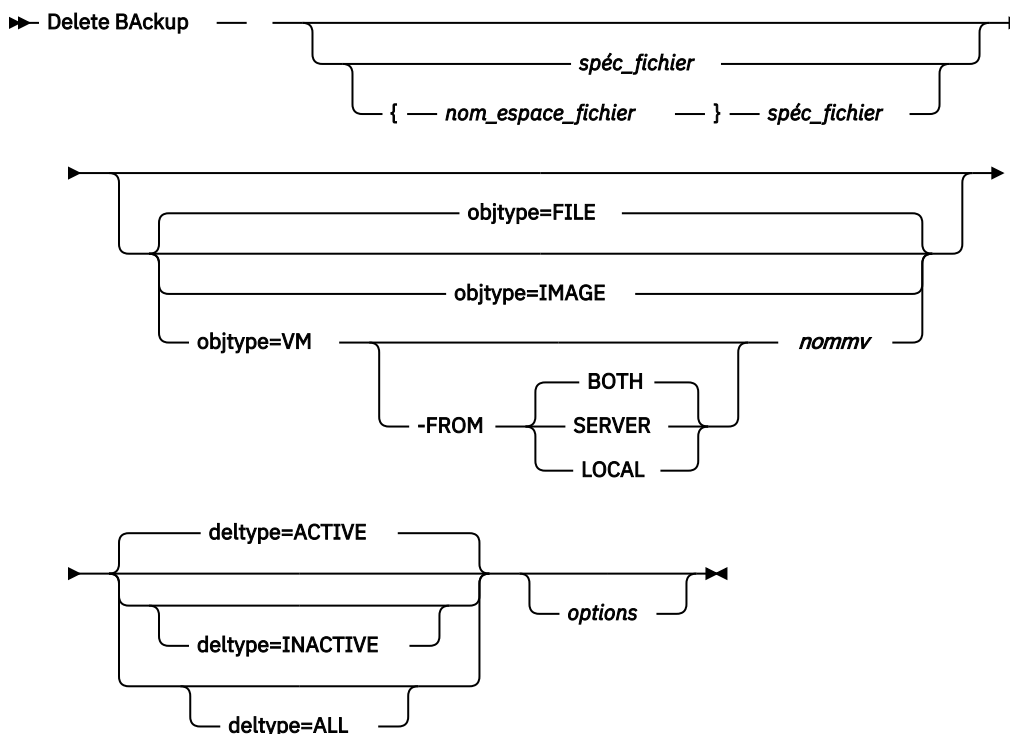 Delete BAckup
spéc_fichier
{ nom_espace_fichier } spéc_fichier
objtype=FILE
objtype=IMAGE
objtype=VM nommv
BOTH
-FROM SERVER
LOCAL
deltype=ACTIVE
options
deltype=INACTIVE
deltype=ALL